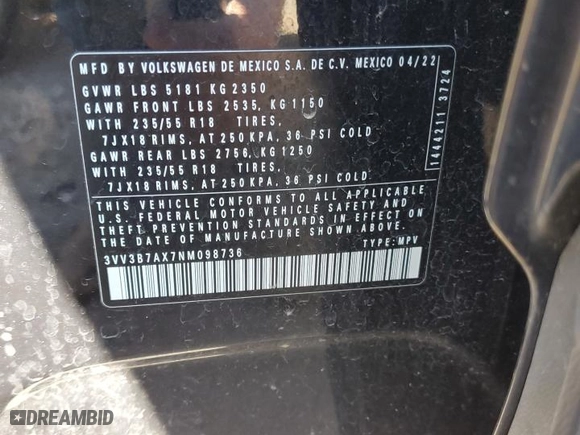 MFD BY VOLKSWAGEN DE MEXICO S.A. DE C.V. MEXICO 04/22
GVWR LBS 5181 KG 2350
GAWR FRONT LBS 2535, KG 1150
WITH 235/55 R18 TIRES,
7JX18 RIMS, AT 250 KPA, 36 PSI COLD
GAWR REAR LBS 2756, KG 1250
WITH 235/55 R18 TIRES,
7JX18 RIMS, AT 250 KPA, 36 PSI COLD
THIS VEHICLE CONFORMS TO ALL APPLICABLE
U.S. FEDERAL MOTOR VEHICLE SAFETY AND
THEFT PREVENTION STANDARDS IN EFFECT ON THE
DATE OF MANUFACTURE SHOWN ABOVE.
3VV3B7AX7NM098736 TYPE: MPV
1444211 3724
DREAMBID